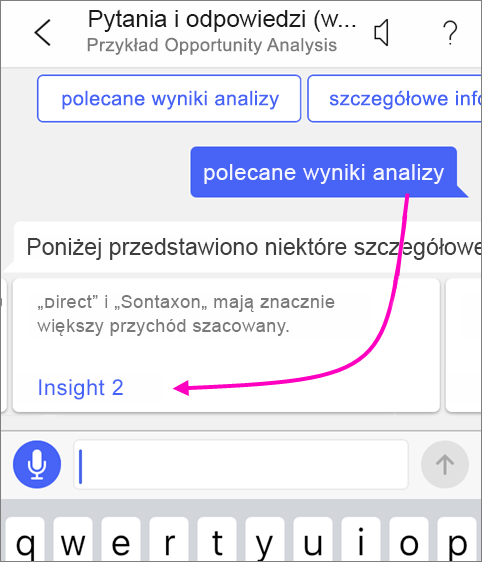 Pytania i odpowiedzi (w...
Przykład Opportunity Analysis
?
polecane wyniki analizy
szczegółowe info
polecane wyniki analizy
Poniżej przedstawiono niektóre szczegółowe
„Direct” i „Sontaxon„ mają znacznie
większy przychód szacowany.
Insight 2
q w e r t y u i o p